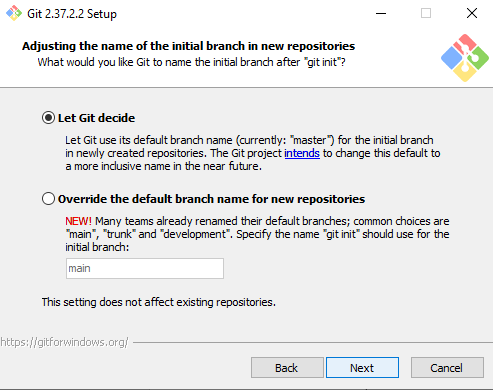 Git 2.37.2.2 Setup
Adjusting the name of the initial branch in new repositories
What would you like Git to name the initial branch after "git init"?
Let Git decide
Let Git use its default branch name (currently: "master") for the initial branch
in newly created repositories. The Git project intends to change this default to
a more inclusive name in the near future.
Override the default branch name for new repositories
NEW! Many teams already renamed their default branches; common choices are
"main", "trunk" and "development". Specify the name "git init" should use for the
initial branch:
main
This setting does not affect existing repositories.
https://gitforwindows.org/
Back Next Cancel